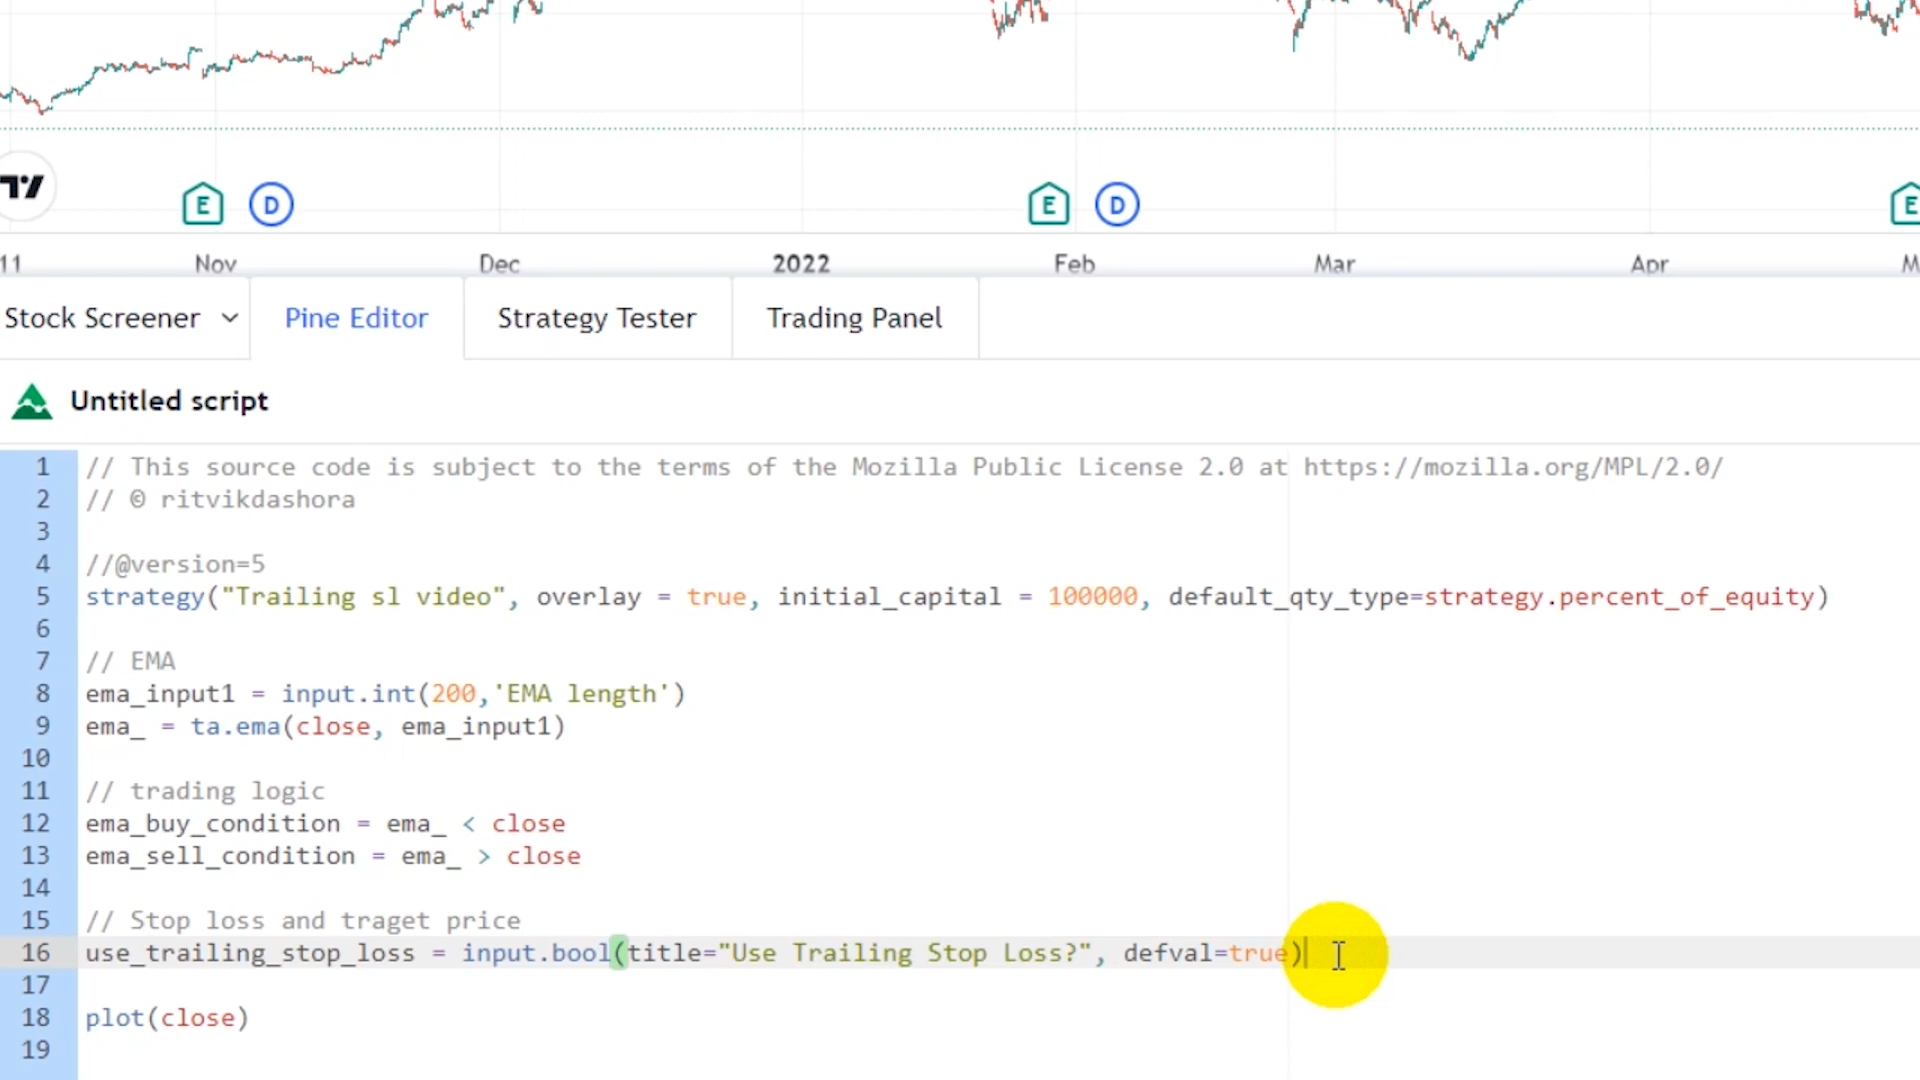 E D E D E
11 Nov Dec 2022 Feb Mar Apr M
Stock Screener Pine Editor Strategy Tester Trading Panel
Untitled script
1 // This source code is subject to the terms of the Mozilla Public License 2.0 at https://mozilla.org/MPL/2.0/
2 // © ritvikdashora
3
4 //@version=5
5 strategy("Trailing sl video", overlay = true, initial_capital = 100000, default_qty_type=strategy.percent_of_equity)
6
7 // EMA
8 ema_input1 = input.int(200,'EMA length')
9 ema_ = ta.ema(close, ema_input1)
10
11 // trading logic
12 ema_buy_condition = ema_ < close
13 ema_sell_condition = ema_ > close
14
15 // Stop loss and traget price
16 use_trailing_stop_loss = input.bool(title="Use Trailing Stop Loss?", defval=true)
17
18 plot(close)
19